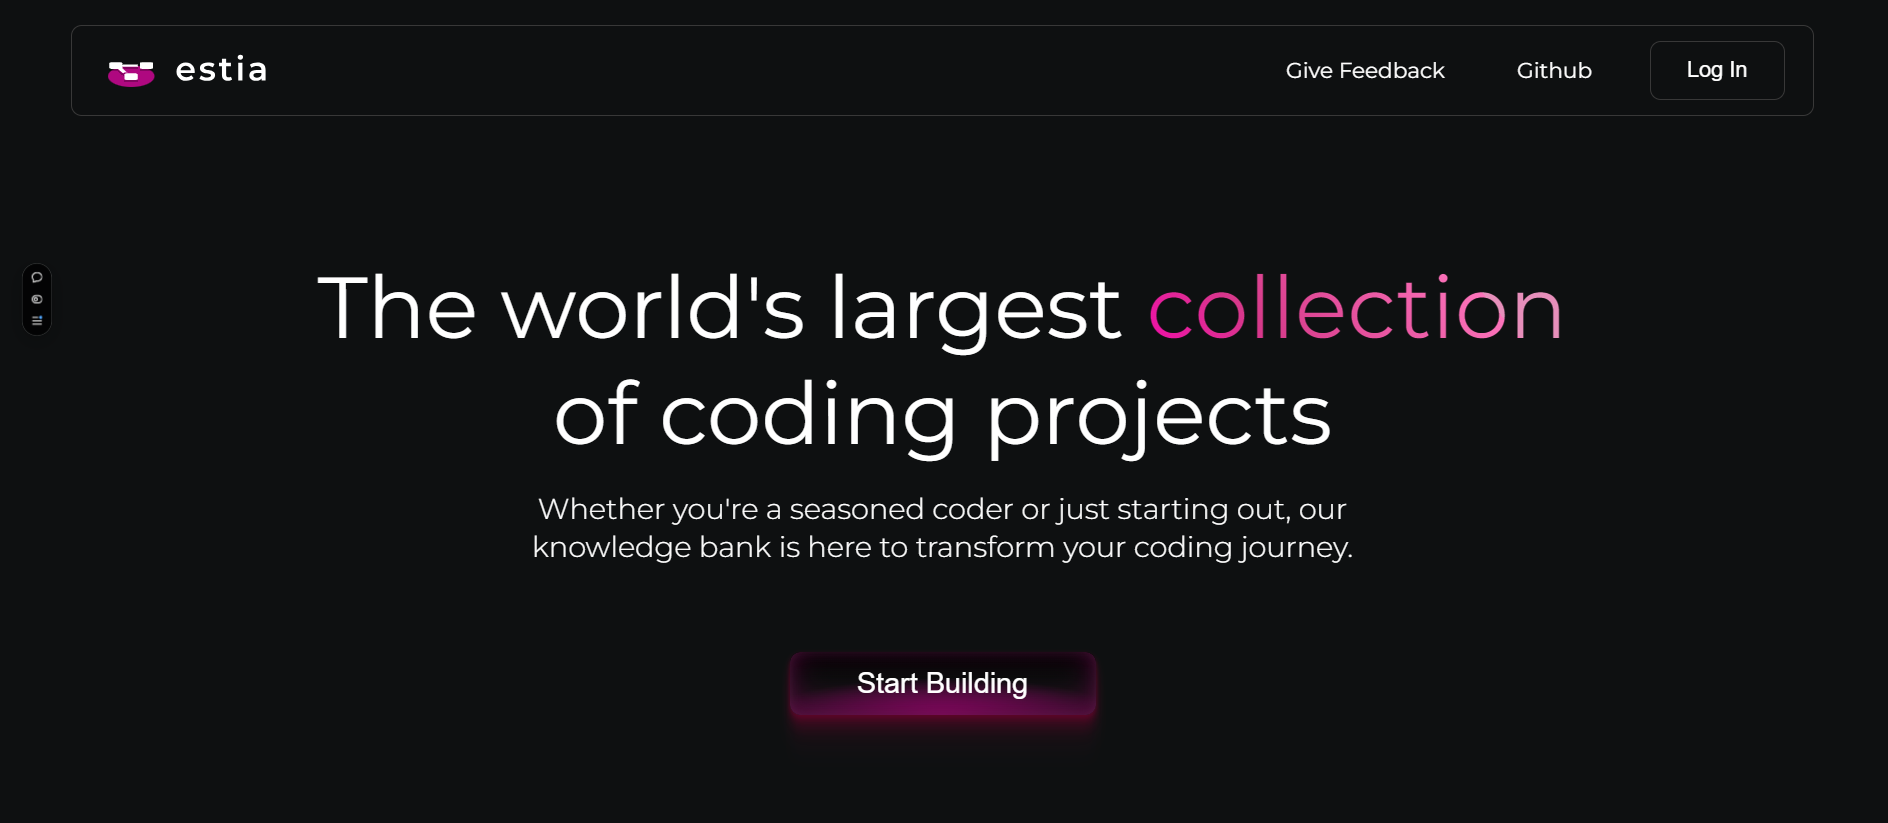 estia
Give Feedback
Github
Log In
The world's largest collection
of coding projects
Whether you're a seasoned coder or just starting out, our
knowledge bank is here to transform your coding journey.
Start Building